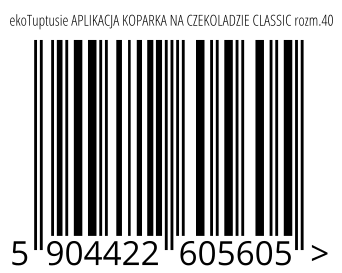 ekoTuptusie APLIKACJA KOPARKA NA CZEKOLADZIE CLASSIC rozm.40
5 904422 605605 >